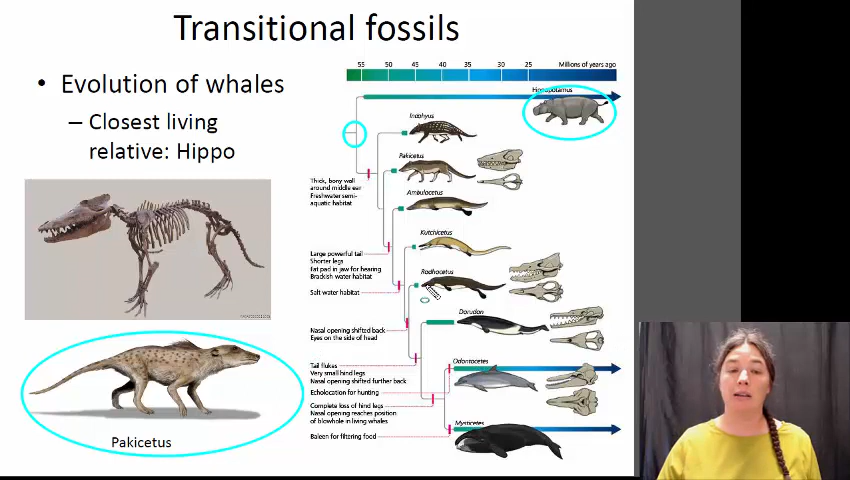 Transitional fossils
• Evolution of whales
– Closest living
relative: Hippo
Pakicetus
55 50 45 40 35 30 25 Millions of years ago
Hippopotamus
Indohyus
Pakicetus
Thick, bony wall
around middle ear
Freshwater semi-
aquatic habitat
Ambulocetus
Kutchicetus
Large powerful tail
Shorter legs
Fat pad in jaw for hearing
Brackish water habitat
Rodhocetus
Salt water habitat
Dorudon
Nasal opening shifted back
Eyes on the side of head
Odontocetes
Tail flukes
Very small hind legs
Nasal opening shifted further back
Echolocation for hunting
Complete loss of hind legs
Nasal opening reaches position
of blowhole in living whales
Mysticetes
Baleen for filtering food